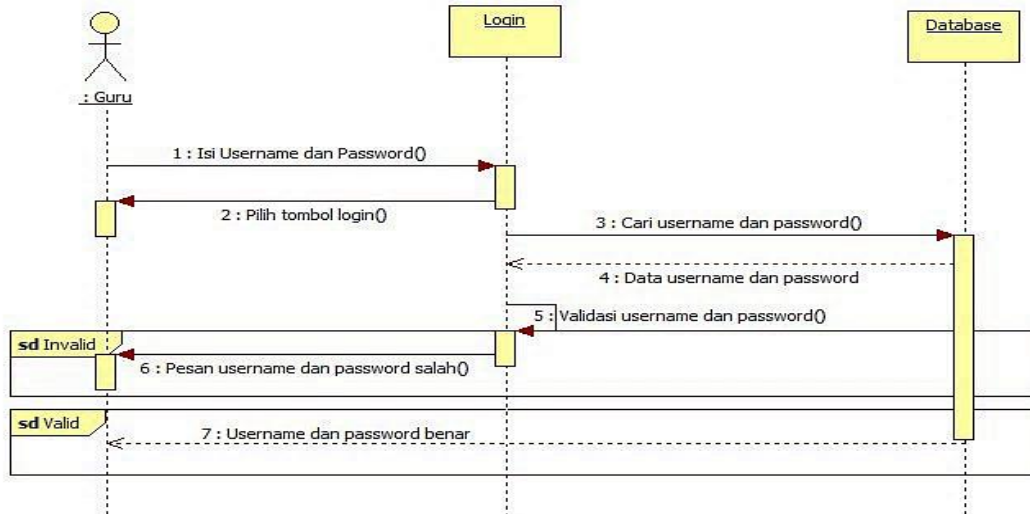 Login
Database
: Guru
1 : Isi Username dan Password()
2 : Pilih tombol login()
3 : Cari username dan password()
4 : Data username dan password
5 : Validasi username dan password()
sd Invalid
6 : Pesan username dan password salah()
sd Valid
7 : Username dan password benar